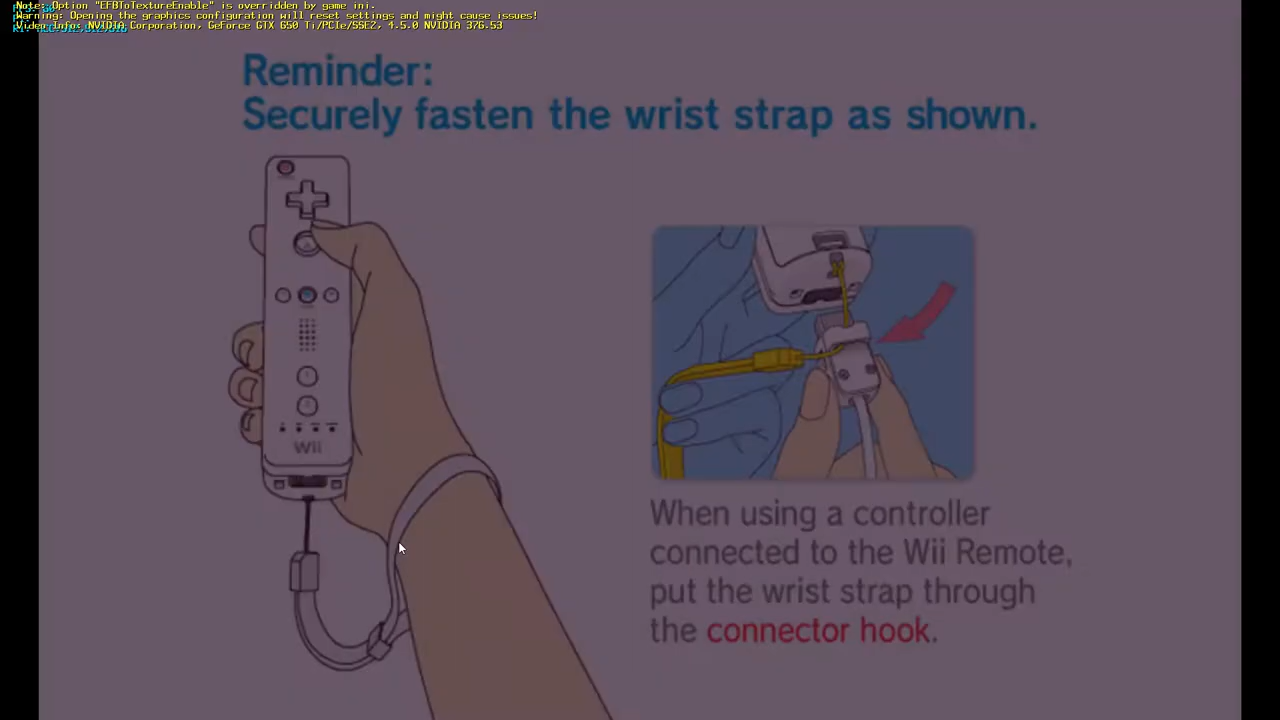 Note: Option "EFBToTextureEnable" is overridden by game ini.
Warning: Opening the graphics configuration will reset settings and might cause issues!
Video Info: NVIDIA Corporation, GeForce GTX 650 Ti/PCIe/SSE2, 4.5.0 NVIDIA 376.53
Reminder:
Securely fasten the wrist strap as shown.
Wii
When using a controller
connected to the Wii Remote,
put the wrist strap through
the connector hook.